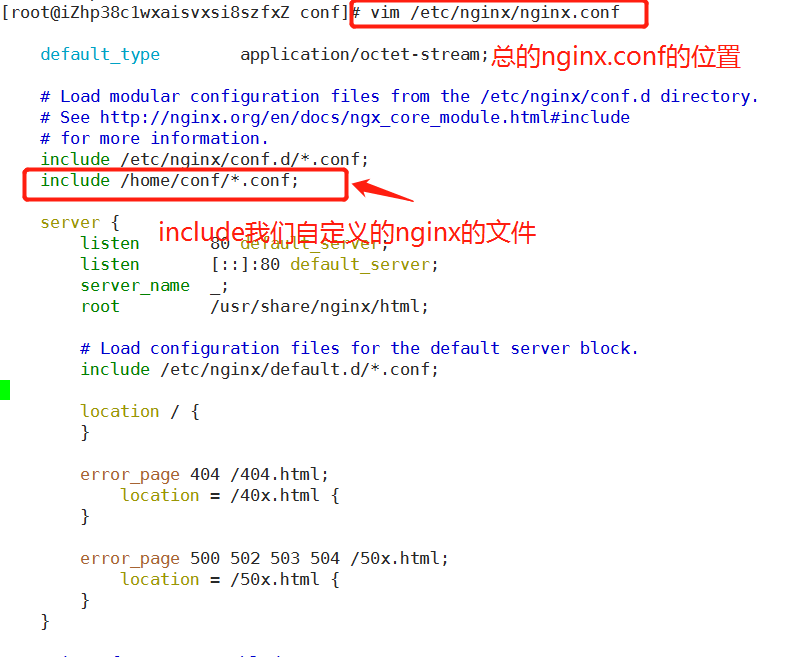 [root@iZhp38c1wxaisvxsi8szfxZ conf]# vim /etc/nginx/nginx.conf
default_type        application/octet-stream;
总的nginx.conf的位置
# Load modular configuration files from the /etc/nginx/conf.d directory.
# See http://nginx.org/en/docs/ngx_core_module.html#include
# for more information.
include /etc/nginx/conf.d/*.conf;
include /home/conf/*.conf;
server {
include我们自定义的nginx的文件
listen       80 default_server;
listen       [::]:80 default_server;
server_name  _;
root         /usr/share/nginx/html;
# Load configuration files for the default server block.
include /etc/nginx/default.d/*.conf;
location / {
}
error_page 404 /404.html;
location = /40x.html {
}
error_page 500 502 503 504 /50x.html;
location = /50x.html {
}
}